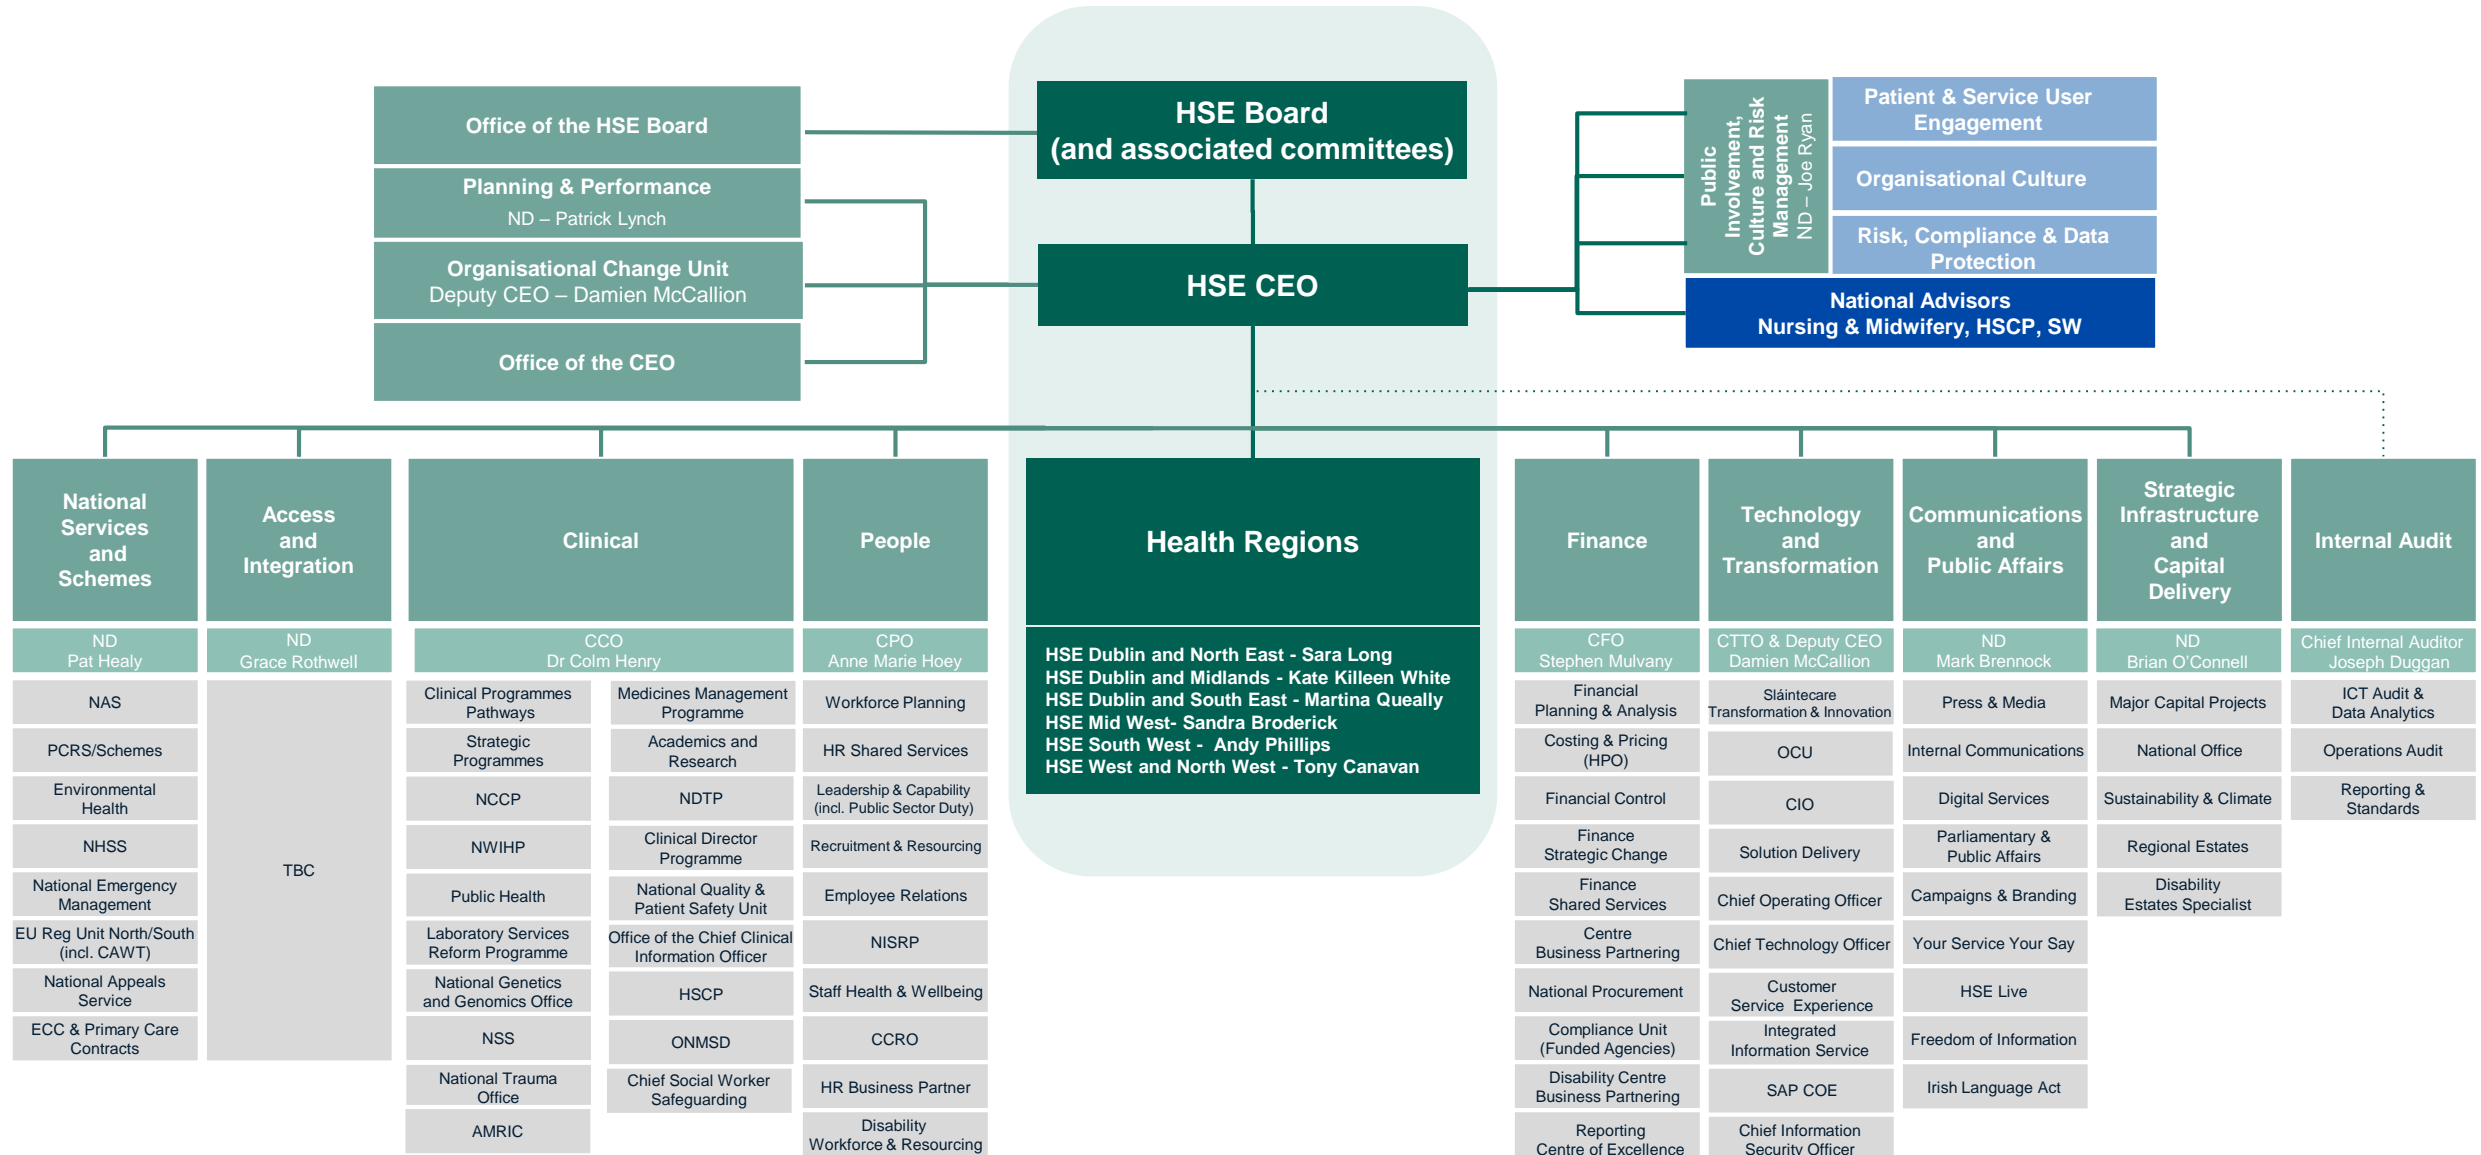 Office of the HSE Board
Planning & Performance
ND – Patrick Lynch
Organisational Change Unit
Deputy CEO – Damien McCallion
Office of the CEO
HSE Board
(and associated committees)
HSE CEO
Public
Involvement,
Culture and Risk
Management
ND – Joe Ryan
Patient & Service User
Engagement
Organisational Culture
Risk, Compliance & Data
Protection
National Advisors
Nursing & Midwifery, HSCP, SW
National
Services
and
Schemes
ND
Pat Healy
NAS
PCRS/Schemes
Environmental
Health
NHSS
National Emergency
Management
EU Reg Unit North/South
(incl. CAWT)
National Appeals
Service
ECC & Primary Care
Contracts
Access
and
Integration
ND
Grace Rothwell
TBC
Clinical
CCO
Dr Colm Henry
Clinical Programmes
Pathways
Strategic
Programmes
NCCP
NWIHP
Public Health
Laboratory Services
Reform Programme
National Genetics
and Genomics Office
NSS
National Trauma
Office
AMRIC
Medicines Management
Programme
Academics and
Research
NDTP
Clinical Director
Programme
National Quality &
Patient Safety Unit
Office of the Chief Clinical
Information Officer
HSCP
ONMSD
Chief Social Worker
Safeguarding
People
CPO
Anne Marie Hoey
Workforce Planning
HR Shared Services
Leadership & Capability
(incl. Public Sector Duty)
Recruitment & Resourcing
Employee Relations
NISRP
Staff Health & Wellbeing
CCRO
HR Business Partner
Disability
Workforce & Resourcing
Health Regions
HSE Dublin and North East - Sara Long
HSE Dublin and Midlands - Kate Killeen White
HSE Dublin and South East - Martina Queally
HSE Mid West- Sandra Broderick
HSE South West - Andy Phillips
HSE West and North West - Tony Canavan
Finance
CFO
Stephen Mulvany
Financial
Planning & Analysis
Costing & Pricing
(HPO)
Financial Control
Finance
Strategic Change
Finance
Shared Services
Centre
Business Partnering
National Procurement
Compliance Unit
(Funded Agencies)
Disability Centre
Business Partnering
Reporting
Centre of Excellence
Technology
and
Transformation
CTTO & Deputy CEO
Damien McCallion
Sláintecare
Transformation & Innovation
OCU
CIO
Solution Delivery
Chief Operating Officer
Chief Technology Officer
Customer
Service Experience
Integrated
Information Service
SAP COE
Chief Information
Security Officer
Communications
and
Public Affairs
ND
Mark Brennock
Press & Media
Internal Communications
Digital Services
Parliamentary &
Public Affairs
Campaigns & Branding
Your Service Your Say
HSE Live
Freedom of Information
Irish Language Act
Strategic
Infrastructure
and
Capital
Delivery
ND
Brian O'Connell
Major Capital Projects
National Office
Sustainability & Climate
Regional Estates
Disability
Estates Specialist
Internal Audit
Chief Internal Auditor
Joseph Duggan
ICT Audit &
Data Analytics
Operations Audit
Reporting &
Standards